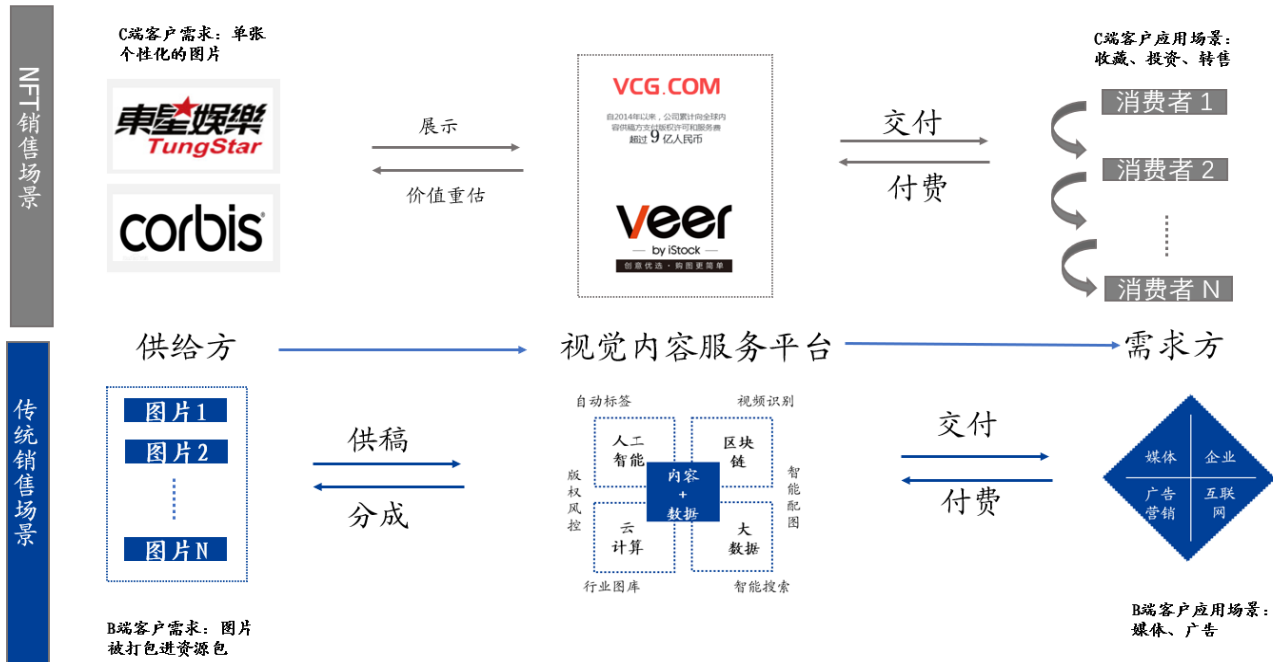 NFT销售场景
C端客户需求：单张
个性化的图片
東星娛樂
TungStar
corbis
展示
价值重估
VCG.COM
自2014年以来，公司累计向全球内
容供稿方支付版权许可和服务费
超过9亿人民币
veer
by iStock
创意优选·购图更简单
交付
付费
C端客户应用场景：
收藏、投资、转售
消费者 1
消费者 2
消费者 N
供给方
视觉内容服务平台
需求方
传统销售场景
图片1
图片2
图片N
B端客户需求：图片
被打包进资源包
供稿
分成
自动标签
视频识别
人工
智能
区块
链
版权风控
内容
+
数据
智能配图
云
计算
大
数据
行业图库
智能搜索
交付
付费
媒体
企业
广告
营销
互联
网
B端客户应用场景：
媒体、广告